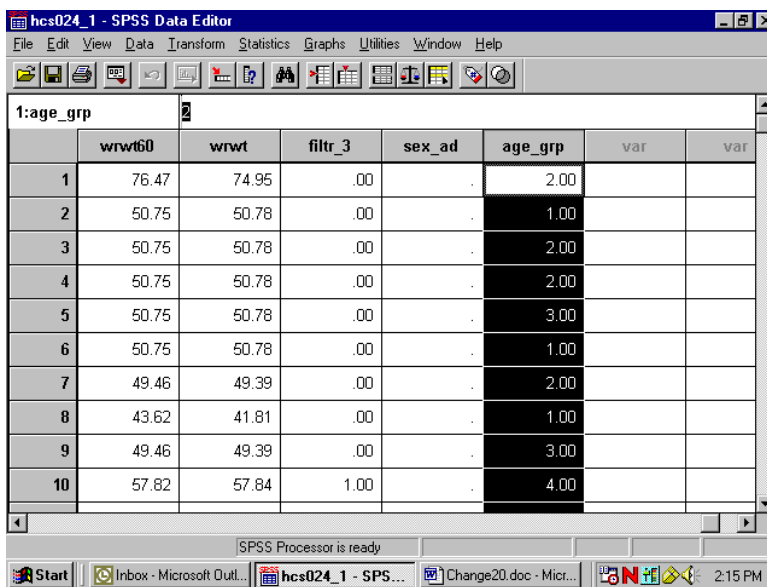 hcs024_1 - SPSS Data Editor
File Edit View Data Transform Statistics Graphs Utilities Window Help
1:age_grp 2
wrwt60 wrwt filtr_3 sex_ad age_grp var var
1 76.47 74.95 .00 . 2.00
2 50.75 50.78 .00 . 1.00
3 50.75 50.78 .00 . 2.00
4 50.75 50.78 .00 . 2.00
5 50.75 50.78 .00 . 3.00
6 50.75 50.78 .00 . 1.00
7 49.46 49.39 .00 . 2.00
8 43.62 41.81 .00 . 1.00
9 49.46 49.39 .00 . 3.00
10 57.82 57.84 1.00 . 4.00
SPSS Processor is ready
Start Inbox - Microsoft Outl... hcs024_1 - SPS... Change20.doc - Micr... 2:15 PM